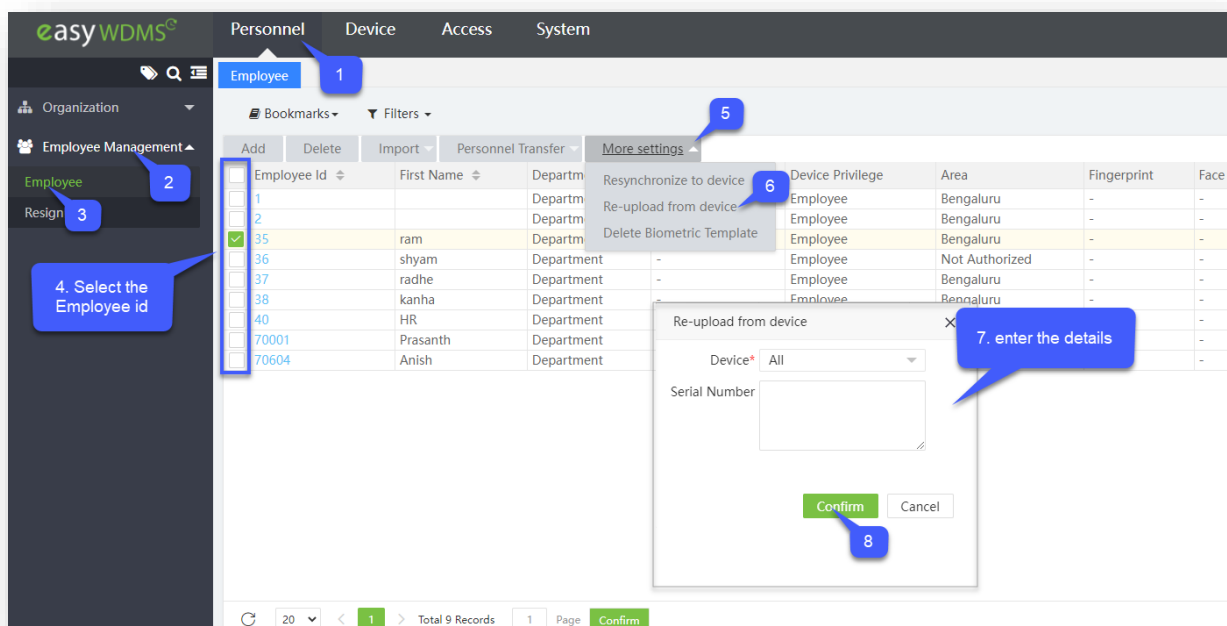 easy WDMS
Personnel Device Access System
Employee
1
Organization
Bookmarks Filters
5
Employee Management
Add Delete Import Personnel Transfer More settings
Employee Id First Name Departm Device Privilege Area Fingerprint Face
Resynchronize to device
Re-upload from device
Delete Biometric Template
6
Employee
2
Resign
3
1 Departm Employee Bengaluru - -
2 Departm Employee Bengaluru - -
35 ram Departm Employee Bengaluru - -
36 shyam Department - Employee Not Authorized - -
37 radhe Department - Employee Bengaluru - -
38 kanha Department - Employee Bengaluru - -
40 HR Department -
70001 Prasanth Department -
70604 Anish Department -
4. Select the
Employee id
Re-upload from device
7. enter the details
Device* All
Serial Number
Confirm Cancel
8
20 1 Total 9 Records 1 Page Confirm